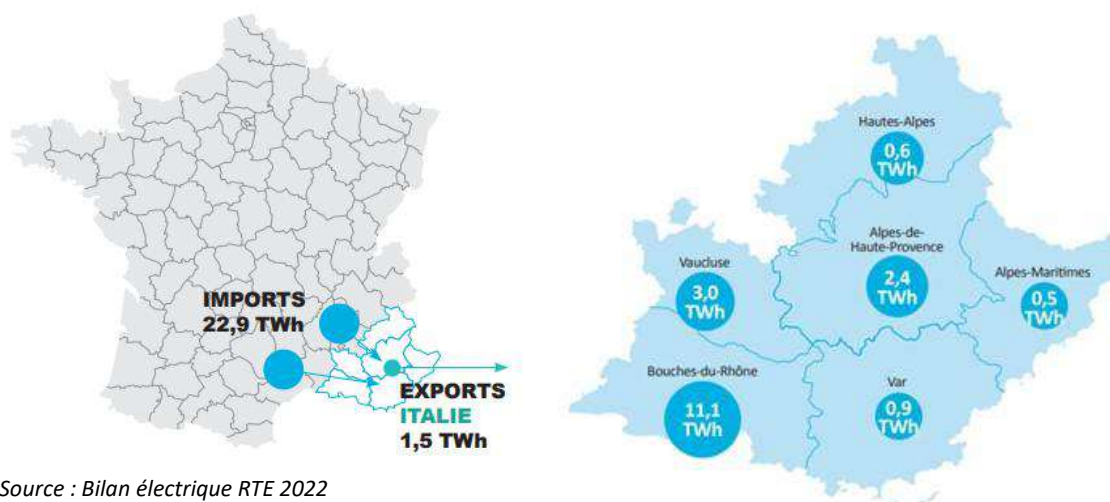 IMPORTS
22,9 TWh
EXPORTS
ITALIE
1,5 TWh
Source : Bilan électrique RTE 2022
Hautes-Alpes
0,6
TWh
Alpes-de-
Haute-Provence
2,4
TWh
Vaucluse
3,0
TWh
Alpes-Maritimes
0,5
TWh
Bouches-du-Rhône
11,1
TWh
Var
0,9
TWh